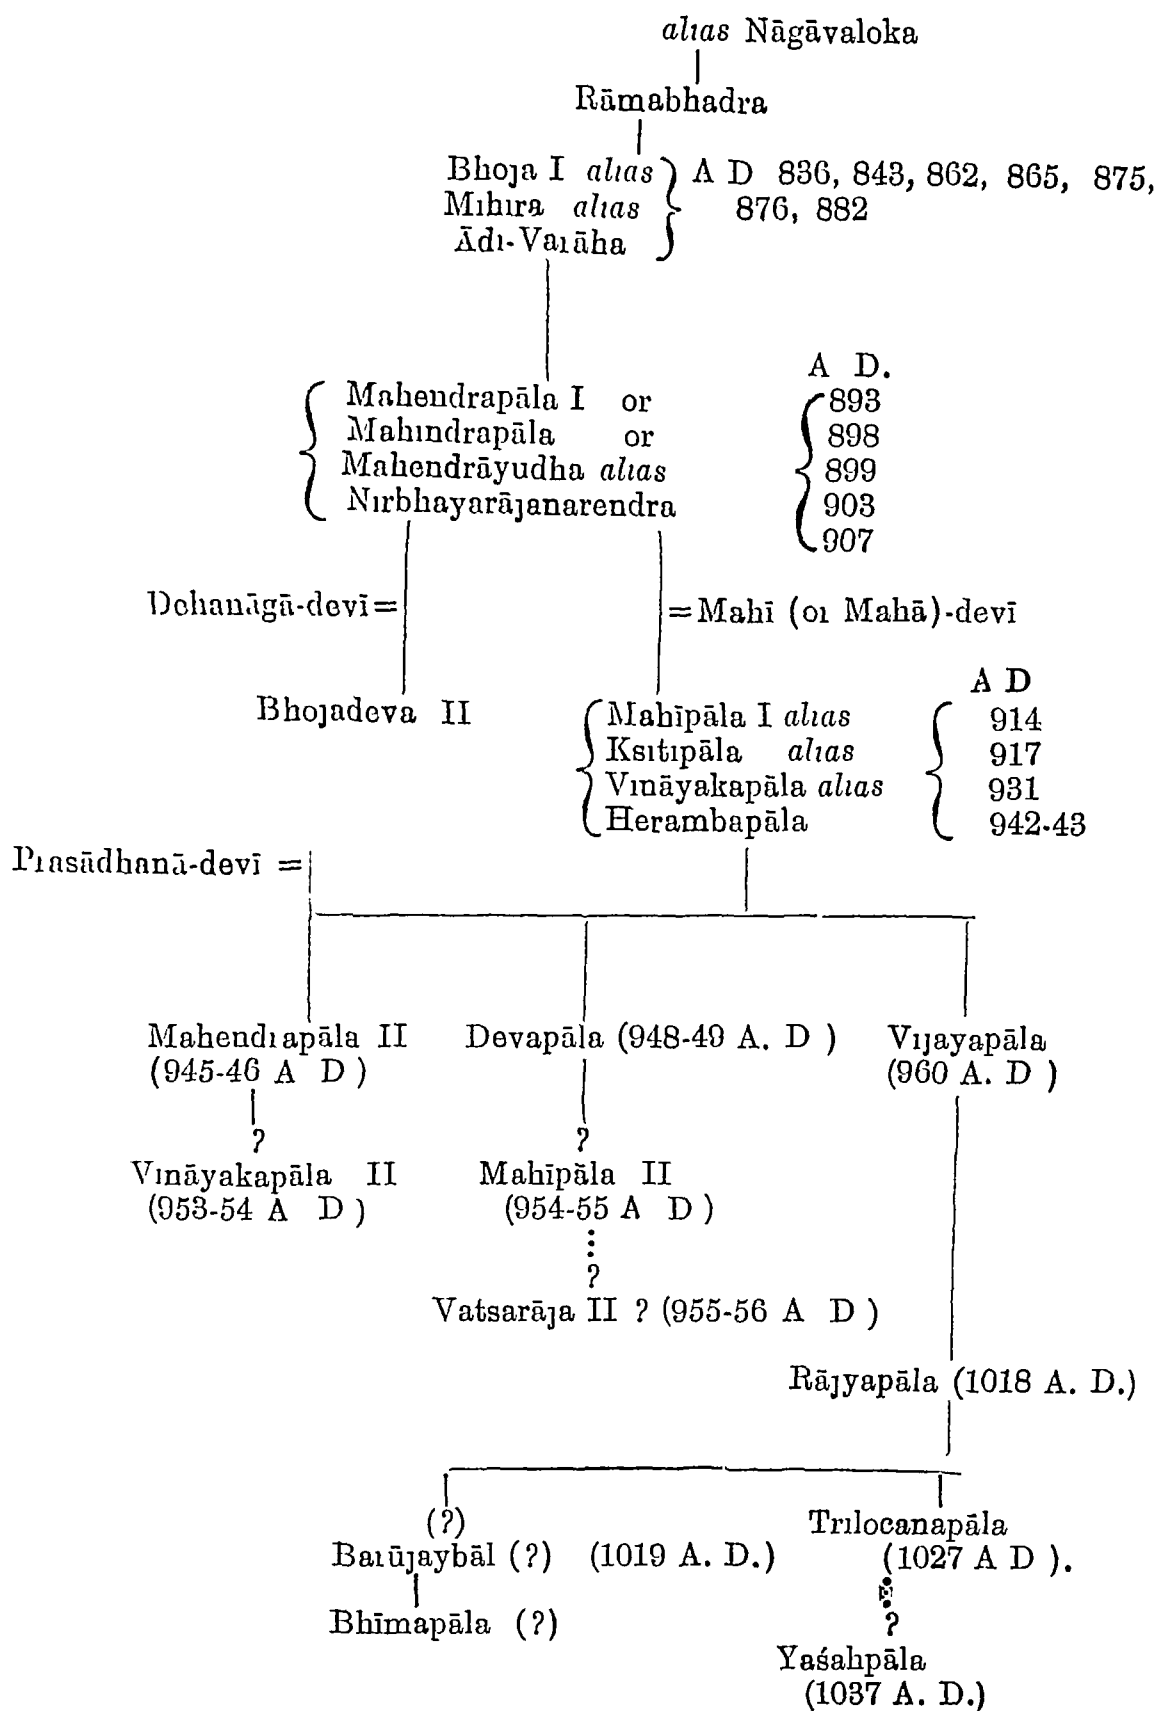 alias Nāgāvaloka
Rāmabhadra
Bhoja I alias } A D 836, 843, 862, 865, 875,
Mihira alias } 876, 882
Ādi-Varāha
A D.
Mahendrapāla I or 893
Mahindrapāla or 898
Mahendrāyudha alias 899
Nirbhayarājanarendra 903
907
Dehanāgā-devī= =Mahī (or Mahā)-devī
A D
Bhojadeva II Mahīpāla I alias 914
Ksitipāla alias 917
Vināyakapāla alias 931
Herambapāla 942-43
Prasādhanā-devī =
Mahendrapāla II Devapāla (948-49 A. D ) Vijayapāla
(945-46 A D ) (960 A. D )
? ?
Vināyakapāla II Mahīpāla II
(953-54 A D ) (954-55 A D )
?
Vatsarāja II ? (955-56 A D )
Rājyapāla (1018 A. D.)
(?) Trilocanapāla
Barūjaybāl (?) (1019 A. D.) (1027 A D ).
Bhīmapāla (?) ?
Yaśahpāla
(1037 A. D.)